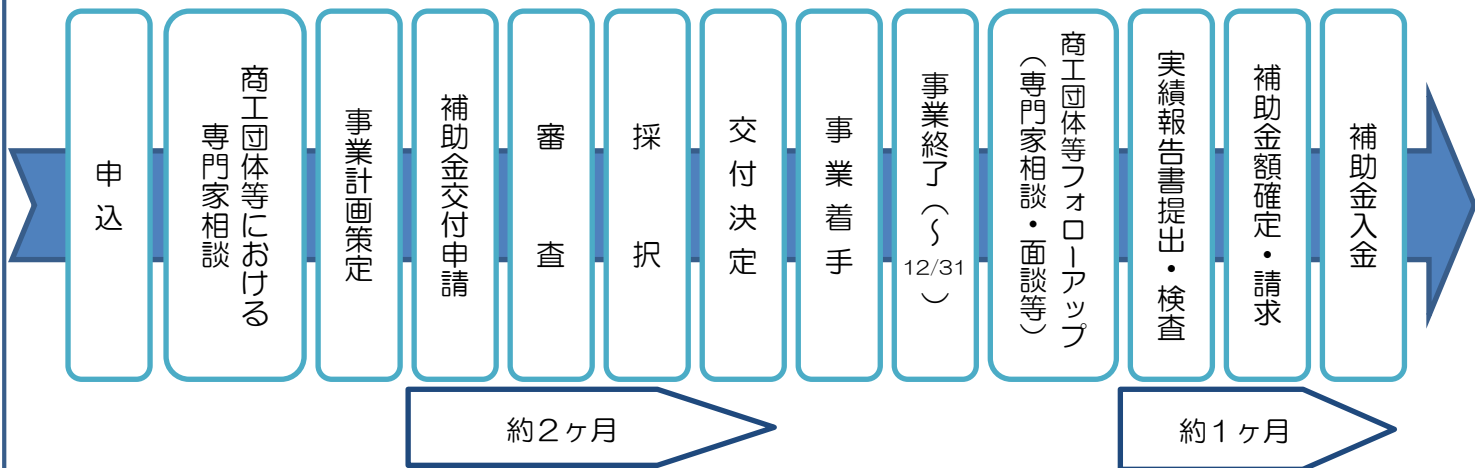 申込
商工団体等における
専門家相談
事業計画策定
補助金交付申請
審査
採択
交付決定
事業着手
事業終了（～12/31）
商工団体等フォローアップ
（専門家相談・面談等）
実績報告書提出・検査
補助金額確定・請求
補助金入金
約２ヶ月
約１ヶ月